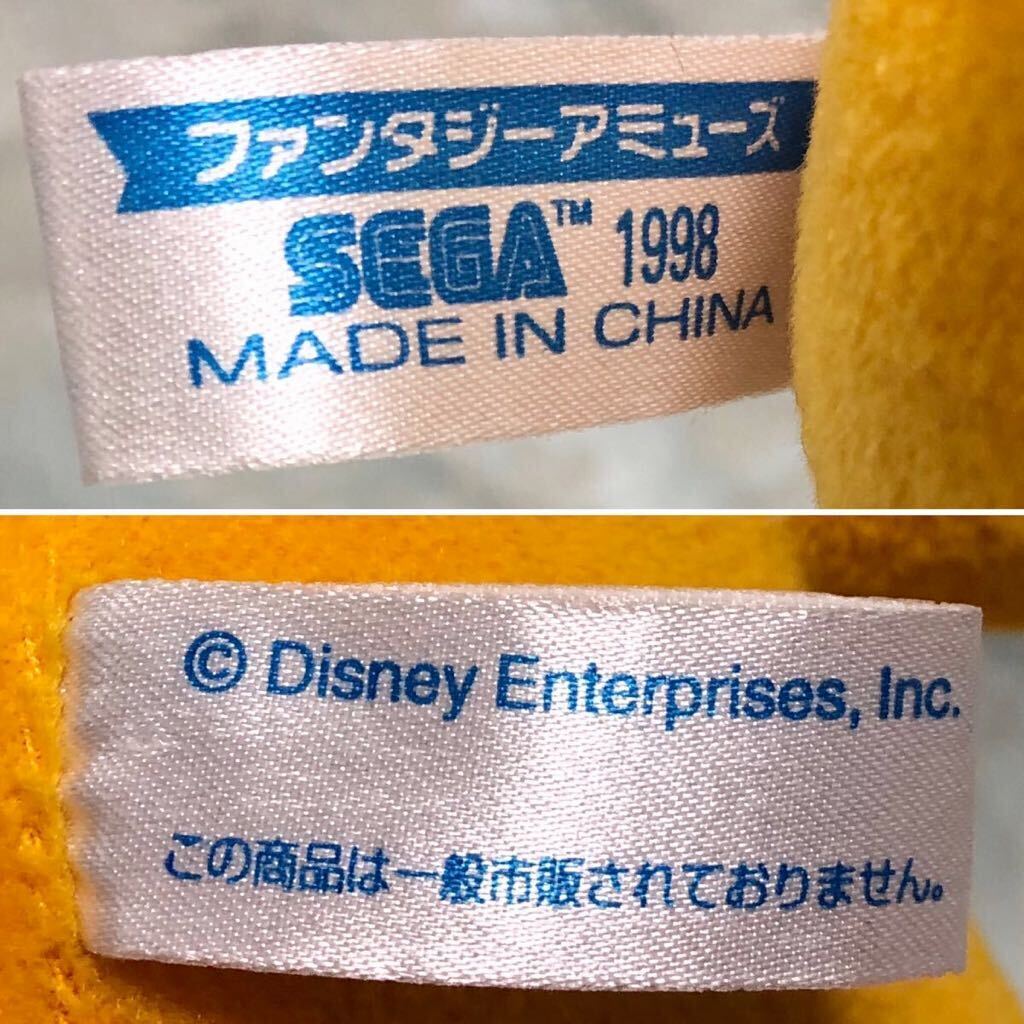 ファンタジーアミューズ
SEGA™ 1998
MADE IN CHINA
© Disney Enterprises, Inc.
この商品は一般市販されておりません。